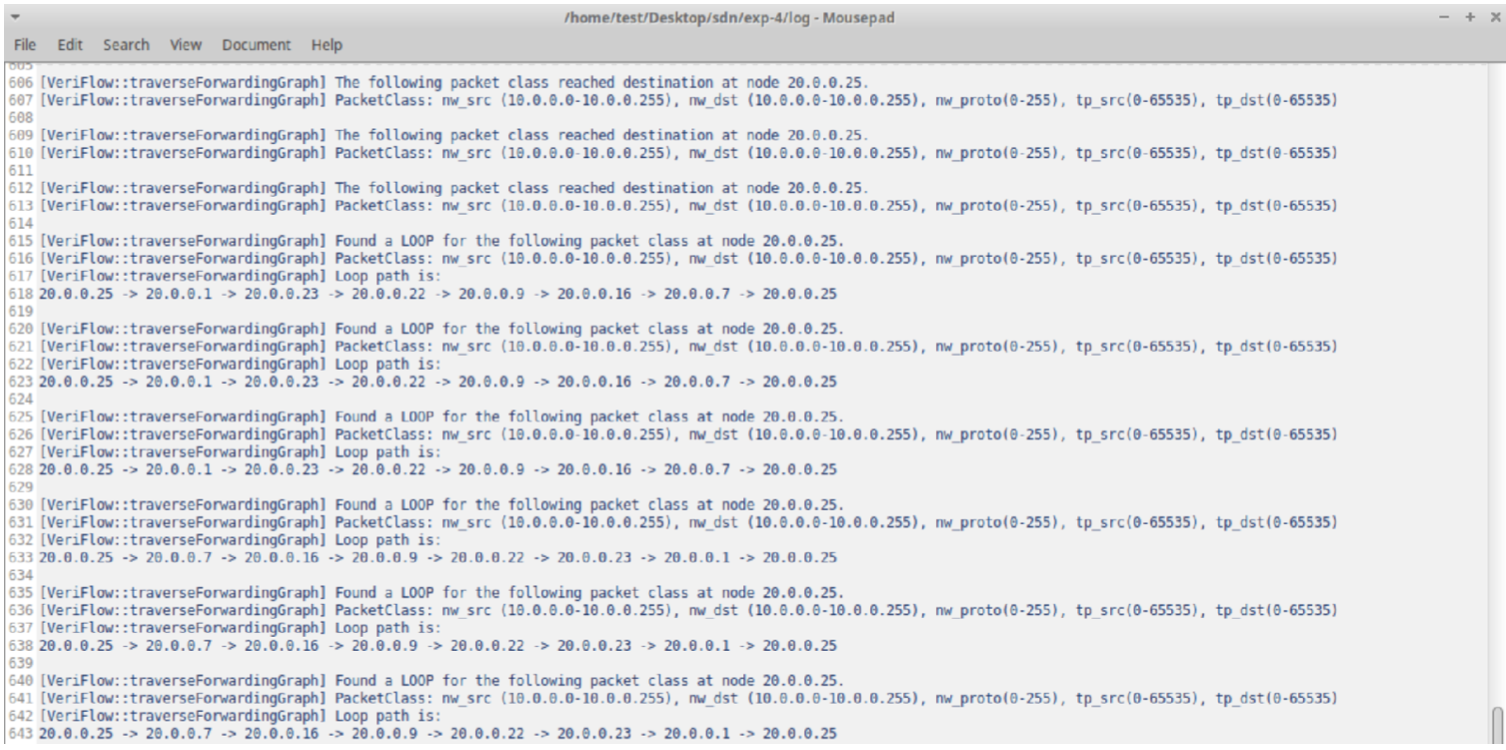 /home/test/Desktop/sdn/exp-4/log - Mousepad
File Edit Search View Document Help
605
606 [VeriFlow::traverseForwardingGraph] The following packet class reached destination at node 20.0.0.25.
607 [VeriFlow::traverseForwardingGraph] PacketClass: nw_src (10.0.0.0-10.0.0.255), nw_dst (10.0.0.0-10.0.0.255), nw_proto(0-255), tp_src(0-65535), tp_dst(0-65535)
608
609 [VeriFlow::traverseForwardingGraph] The following packet class reached destination at node 20.0.0.25.
610 [VeriFlow::traverseForwardingGraph] PacketClass: nw_src (10.0.0.0-10.0.0.255), nw_dst (10.0.0.0-10.0.0.255), nw_proto(0-255), tp_src(0-65535), tp_dst(0-65535)
611
612 [VeriFlow::traverseForwardingGraph] The following packet class reached destination at node 20.0.0.25.
613 [VeriFlow::traverseForwardingGraph] PacketClass: nw_src (10.0.0.0-10.0.0.255), nw_dst (10.0.0.0-10.0.0.255), nw_proto(0-255), tp_src(0-65535), tp_dst(0-65535)
614
615 [VeriFlow::traverseForwardingGraph] Found a LOOP for the following packet class at node 20.0.0.25.
616 [VeriFlow::traverseForwardingGraph] PacketClass: nw_src (10.0.0.0-10.0.0.255), nw_dst (10.0.0.0-10.0.0.255), nw_proto(0-255), tp_src(0-65535), tp_dst(0-65535)
617 [VeriFlow::traverseForwardingGraph] Loop path is:
618 20.0.0.25 -> 20.0.0.1 -> 20.0.0.23 -> 20.0.0.22 -> 20.0.0.9 -> 20.0.0.16 -> 20.0.0.7 -> 20.0.0.25
619
620 [VeriFlow::traverseForwardingGraph] Found a LOOP for the following packet class at node 20.0.0.25.
621 [VeriFlow::traverseForwardingGraph] PacketClass: nw_src (10.0.0.0-10.0.0.255), nw_dst (10.0.0.0-10.0.0.255), nw_proto(0-255), tp_src(0-65535), tp_dst(0-65535)
622 [VeriFlow::traverseForwardingGraph] Loop path is:
623 20.0.0.25 -> 20.0.0.1 -> 20.0.0.23 -> 20.0.0.22 -> 20.0.0.9 -> 20.0.0.16 -> 20.0.0.7 -> 20.0.0.25
624
625 [VeriFlow::traverseForwardingGraph] Found a LOOP for the following packet class at node 20.0.0.25.
626 [VeriFlow::traverseForwardingGraph] PacketClass: nw_src (10.0.0.0-10.0.0.255), nw_dst (10.0.0.0-10.0.0.255), nw_proto(0-255), tp_src(0-65535), tp_dst(0-65535)
627 [VeriFlow::traverseForwardingGraph] Loop path is:
628 20.0.0.25 -> 20.0.0.1 -> 20.0.0.23 -> 20.0.0.22 -> 20.0.0.9 -> 20.0.0.16 -> 20.0.0.7 -> 20.0.0.25
629
630 [VeriFlow::traverseForwardingGraph] Found a LOOP for the following packet class at node 20.0.0.25.
631 [VeriFlow::traverseForwardingGraph] PacketClass: nw_src (10.0.0.0-10.0.0.255), nw_dst (10.0.0.0-10.0.0.255), nw_proto(0-255), tp_src(0-65535), tp_dst(0-65535)
632 [VeriFlow::traverseForwardingGraph] Loop path is:
633 20.0.0.25 -> 20.0.0.7 -> 20.0.0.16 -> 20.0.0.9 -> 20.0.0.22 -> 20.0.0.23 -> 20.0.0.1 -> 20.0.0.25
634
635 [VeriFlow::traverseForwardingGraph] Found a LOOP for the following packet class at node 20.0.0.25.
636 [VeriFlow::traverseForwardingGraph] PacketClass: nw_src (10.0.0.0-10.0.0.255), nw_dst (10.0.0.0-10.0.0.255), nw_proto(0-255), tp_src(0-65535), tp_dst(0-65535)
637 [VeriFlow::traverseForwardingGraph] Loop path is:
638 20.0.0.25 -> 20.0.0.7 -> 20.0.0.16 -> 20.0.0.9 -> 20.0.0.22 -> 20.0.0.23 -> 20.0.0.1 -> 20.0.0.25
639
640 [VeriFlow::traverseForwardingGraph] Found a LOOP for the following packet class at node 20.0.0.25.
641 [VeriFlow::traverseForwardingGraph] PacketClass: nw_src (10.0.0.0-10.0.0.255), nw_dst (10.0.0.0-10.0.0.255), nw_proto(0-255), tp_src(0-65535), tp_dst(0-65535)
642 [VeriFlow::traverseForwardingGraph] Loop path is:
643 20.0.0.25 -> 20.0.0.7 -> 20.0.0.16 -> 20.0.0.9 -> 20.0.0.22 -> 20.0.0.23 -> 20.0.0.1 -> 20.0.0.25